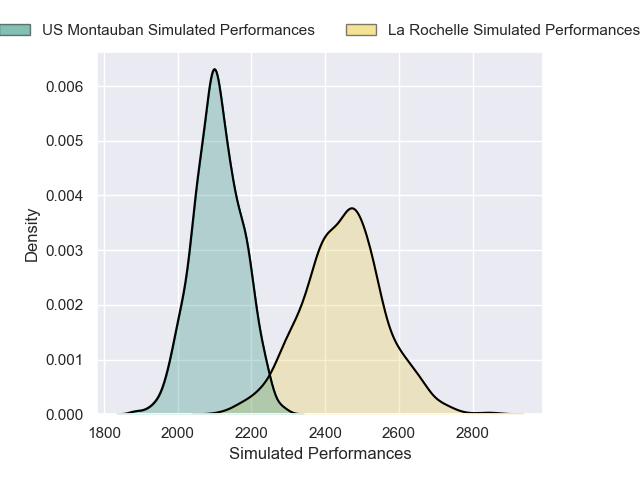 US Montauban Simulated Performances
La Rochelle Simulated Performances
0.006
0.005
0.004
0.003
0.002
0.001
0.000
Density
1800 2000 2200 2400 2600 2800
Simulated Performances